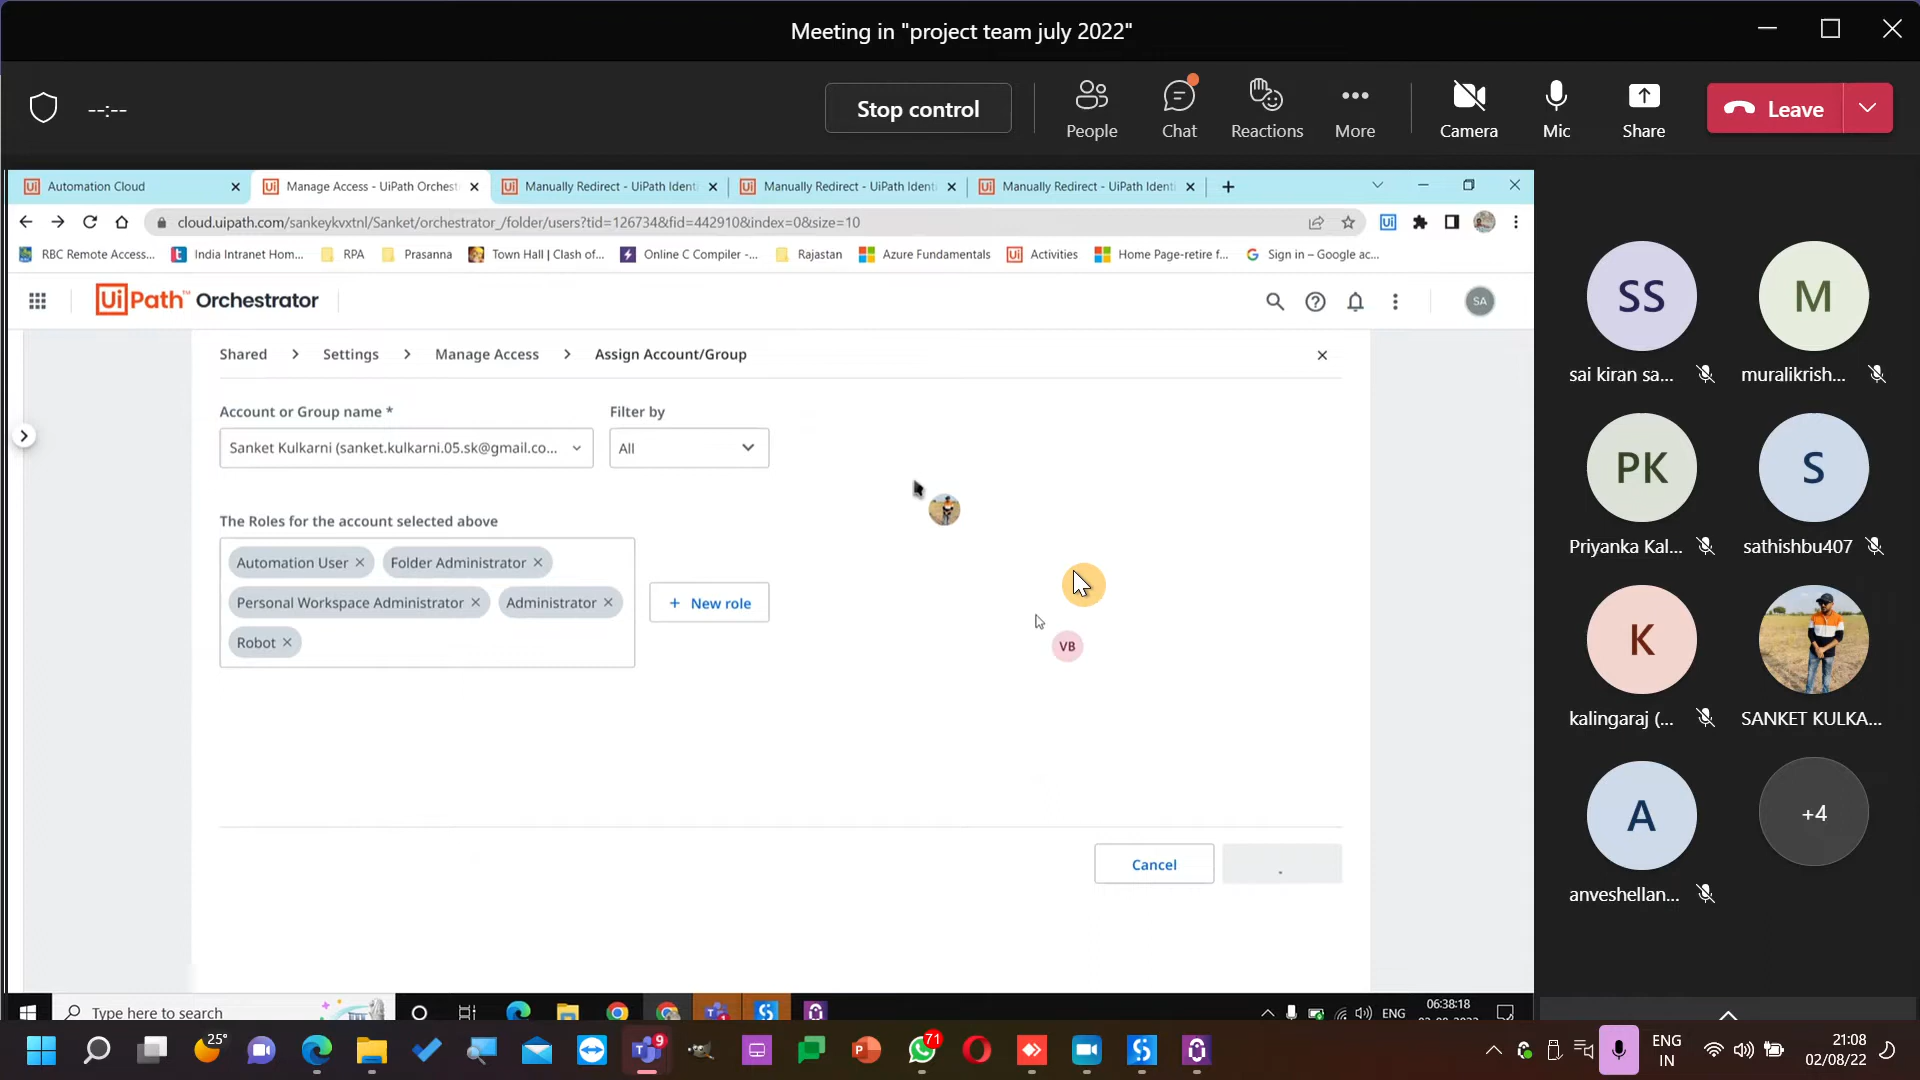 Meeting in "project team july 2022"
--:--
Stop control
People
Chat
Reactions
More
Camera
Mic
Share
Leave
Automation Cloud
Manage Access - UiPath Orchest
Manually Redirect - UiPath Identi
Manually Redirect - UiPath Identi
Manually Redirect - UiPath Identi
cloud.uipath.com/sankeykvxtnl/Sanket/orchestrator_/folder/users?tid=126734&fid=442910&index=0&size=10
RBC Remote Access...
India Intranet Hom...
RPA
Prasanna
Town Hall | Clash of...
Online C Compiler -...
Rajastan
Azure Fundamentals
Activities
Home Page-retire f...
Sign in – Google ac...
UiPath™ Orchestrator
SA
Shared > Settings > Manage Access > Assign Account/Group
Account or Group name *
Filter by
Sanket Kulkarni (sanket.kulkarni.05.sk@gmail.co...
All
The Roles for the account selected above
Automation User
Folder Administrator
Personal Workspace Administrator
Administrator
Robot
+ New role
VB
Cancel
SS
sai kiran sa...
M
muralikrish...
PK
Priyanka Kal...
S
sathishbu407
K
kalingaraj (...
SANKET KULKA...
A
anveshellan...
+4
Type here to search
ENG
06:38:18
25°
9
71
ENG
IN
21:08
02/08/22